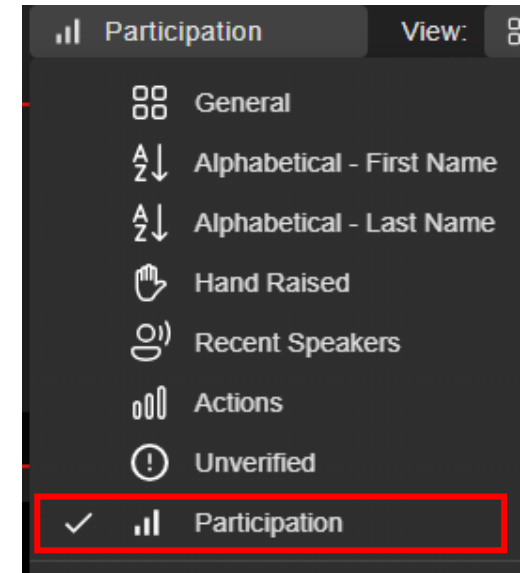 Participation View:
General
Alphabetical - First Name
Alphabetical - Last Name
Hand Raised
Recent Speakers
Actions
Unverified
Participation